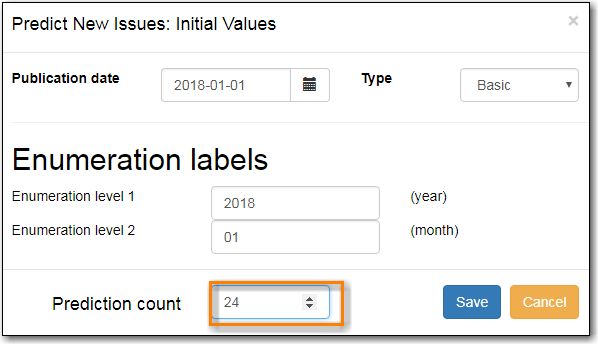 Predict New Issues: Initial Values ×
Publication date 2018-01-01 Type Basic
Enumeration labels
Enumeration level 1 2018 (year)
Enumeration level 2 01 (month)
Prediction count 24 Save Cancel